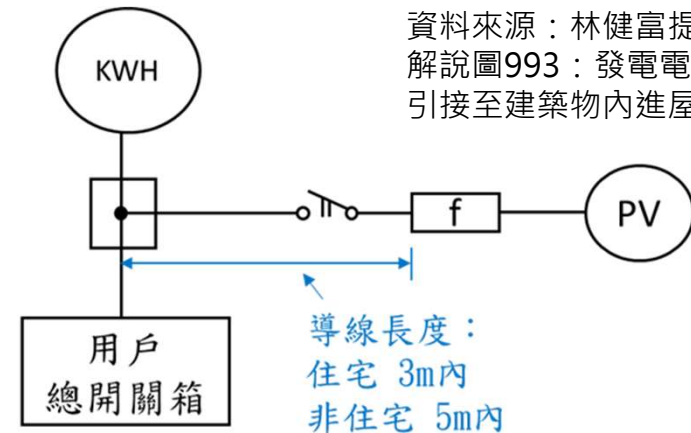 資料來源：林健富提
解說圖993：發電電
引接至建築物內進屋
KWH
f
PV
導線長度：
住宅 3m內
非住宅 5m內
用戶
總開關箱